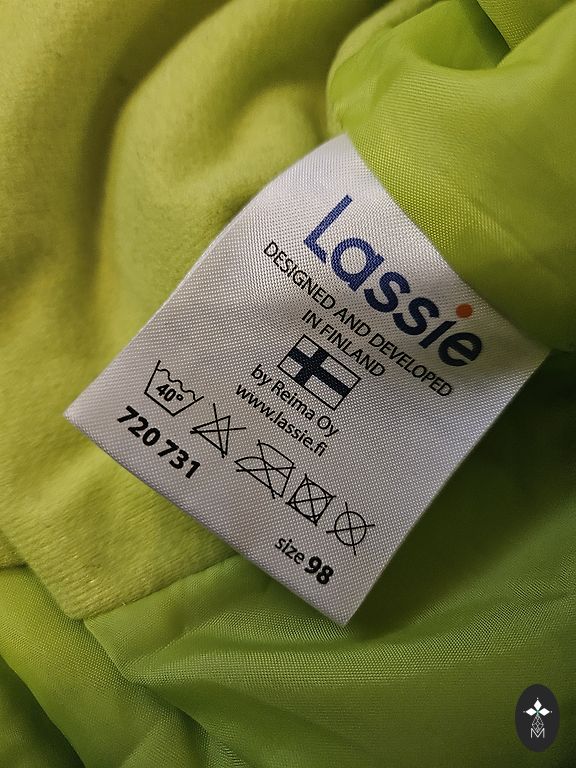 Lassie
DESIGNED AND DEVELOPED
IN FINLAND
by Reima Oy
www.lassie.fi
40°
720 731
size 98
M